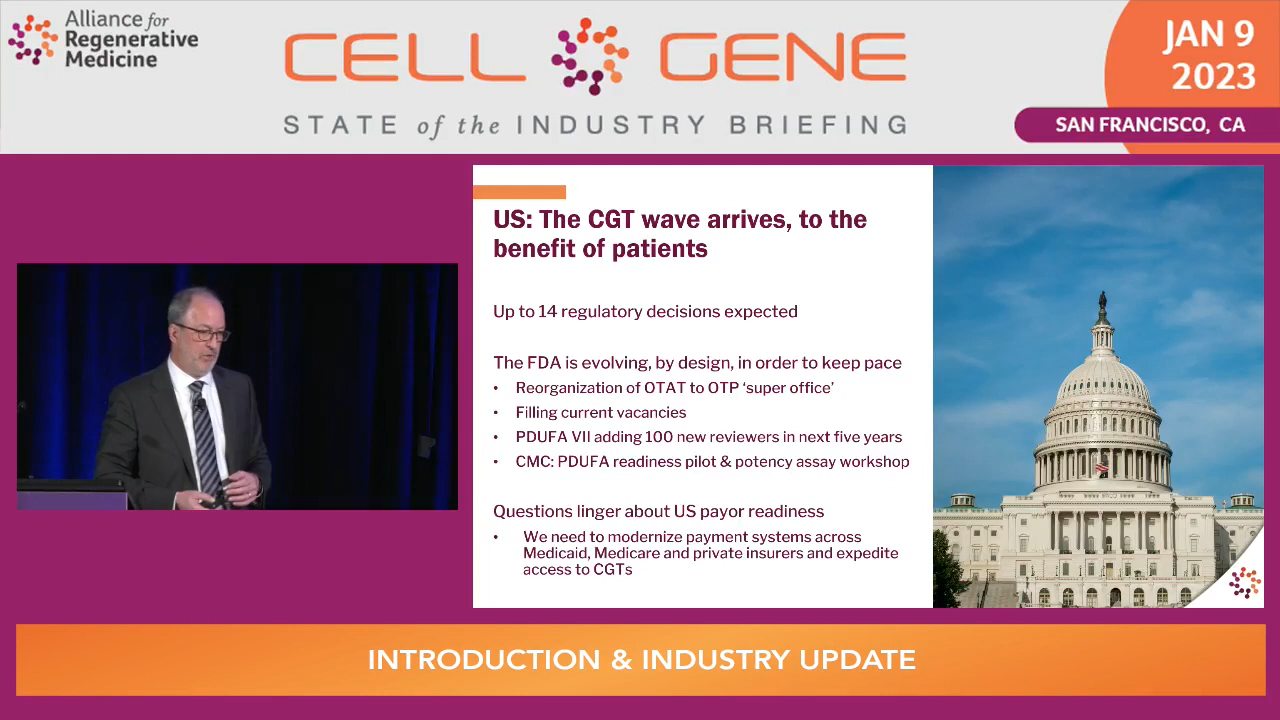 Alliance for
Regenerative
Medicine
CELL GENE
STATE of the INDUSTRY BRIEFING
JAN 9
2023
SAN FRANCISCO, CA
US: The CGT wave arrives, to the
benefit of patients
Up to 14 regulatory decisions expected
The FDA is evolving, by design, in order to keep pace
• Reorganization of OTAT to OTP ‘super office’
• Filling current vacancies
• PDUFA VII adding 100 new reviewers in next five years
• CMC: PDUFA readiness pilot & potency assay workshop
Questions linger about US payor readiness
• We need to modernize payment systems across
Medicaid, Medicare and private insurers and expedite
access to CGTs
INTRODUCTION & INDUSTRY UPDATE